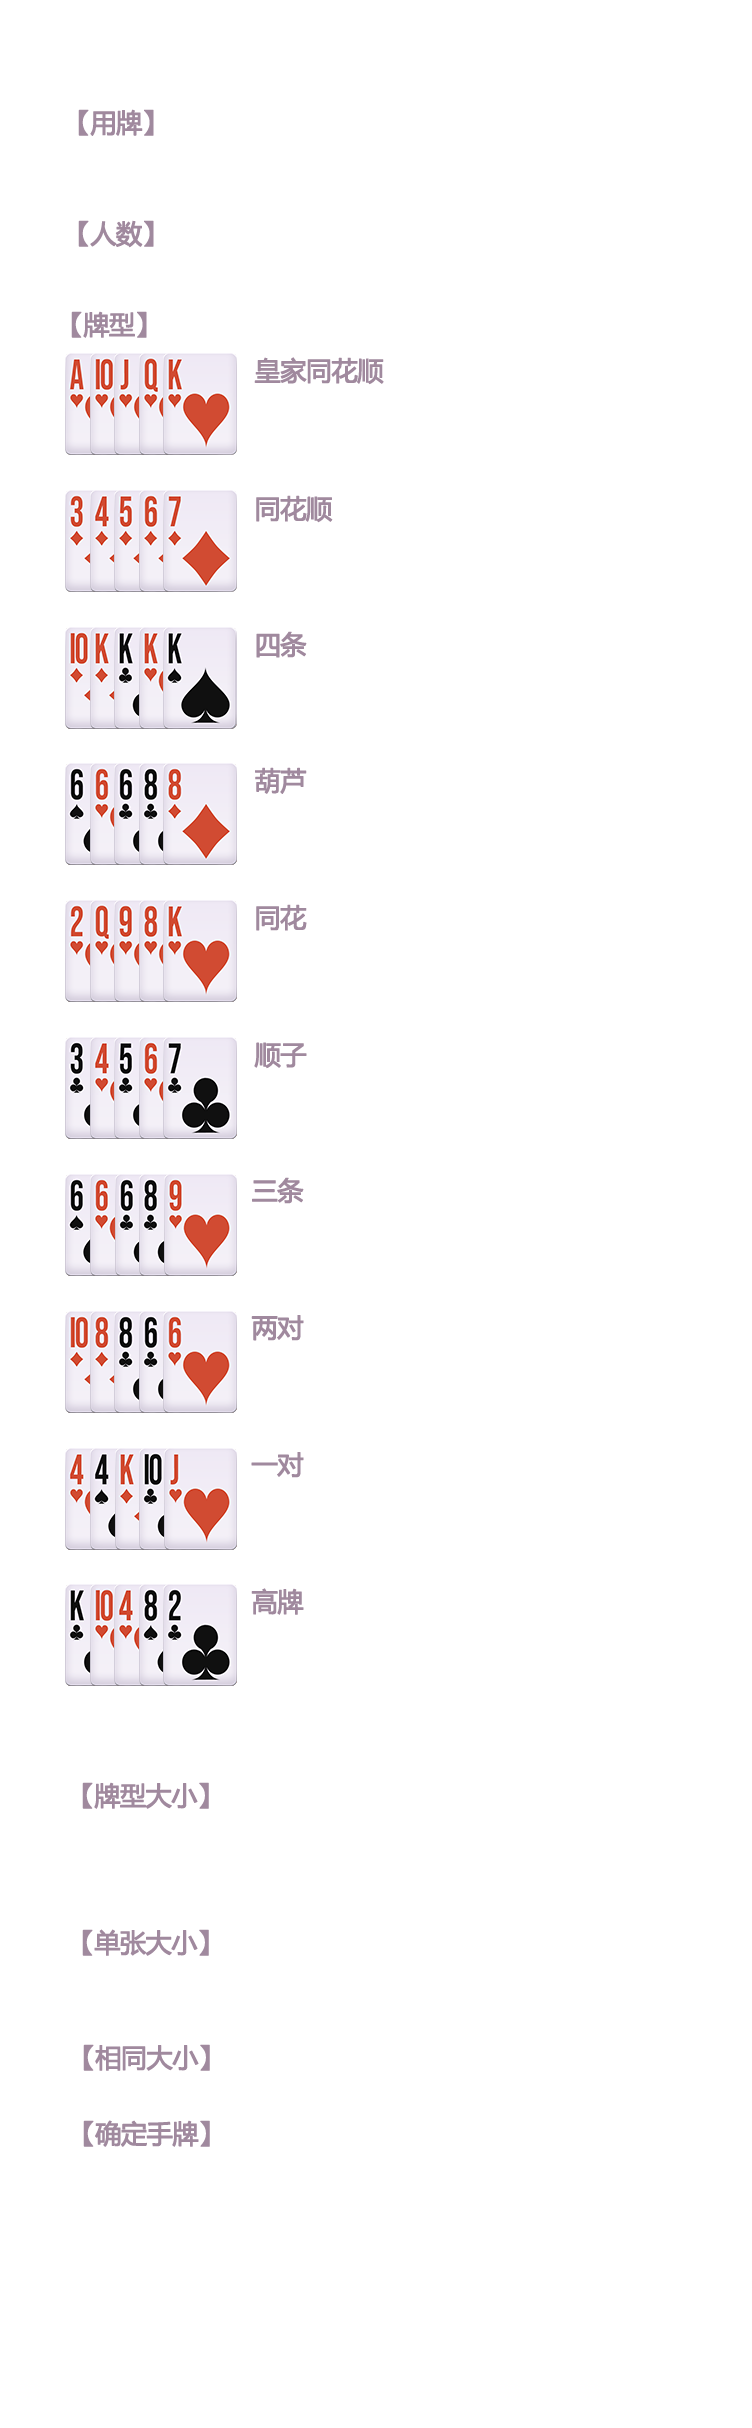 【用牌】
【人数】
【牌型】
A 10 J Q K 皇家同花顺
3 4 5 6 7 同花顺
10 K K K K 四条
6 6 6 8 8 葫芦
2 Q 9 8 K 同花
3 4 5 6 7 顺子
6 6 6 8 9 三条
10 8 8 6 6 两对
4 4 K 10 J 一对
K 10 4 8 2 高牌
【牌型大小】
【单张大小】
【相同大小】
【确定手牌】